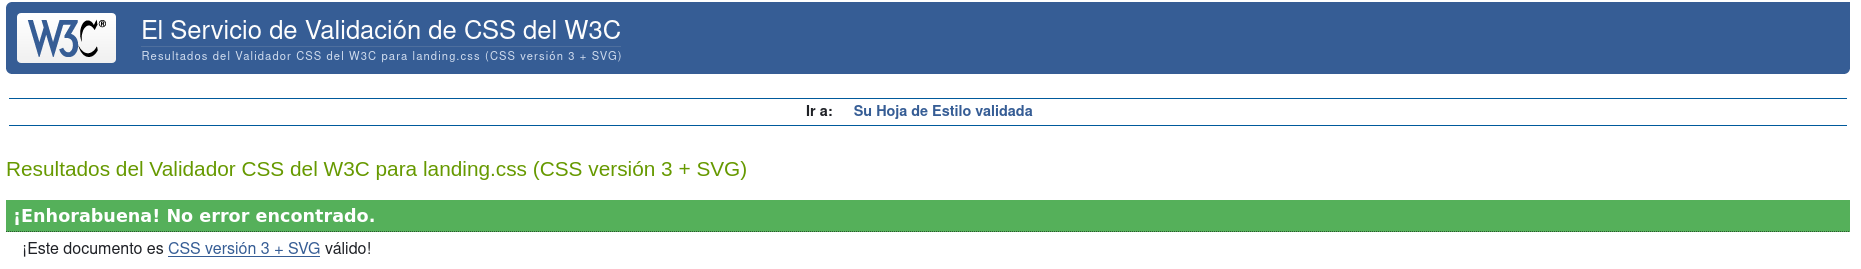 W3C®
El Servicio de Validación de CSS del W3C
Resultados del Validador CSS del W3C para landing.css (CSS versión 3 + SVG)
Ir a: Su Hoja de Estilo validada
Resultados del Validador CSS del W3C para landing.css (CSS versión 3 + SVG)
¡Enhorabuena! No error encontrado.
¡Este documento es CSS versión 3 + SVG válido!